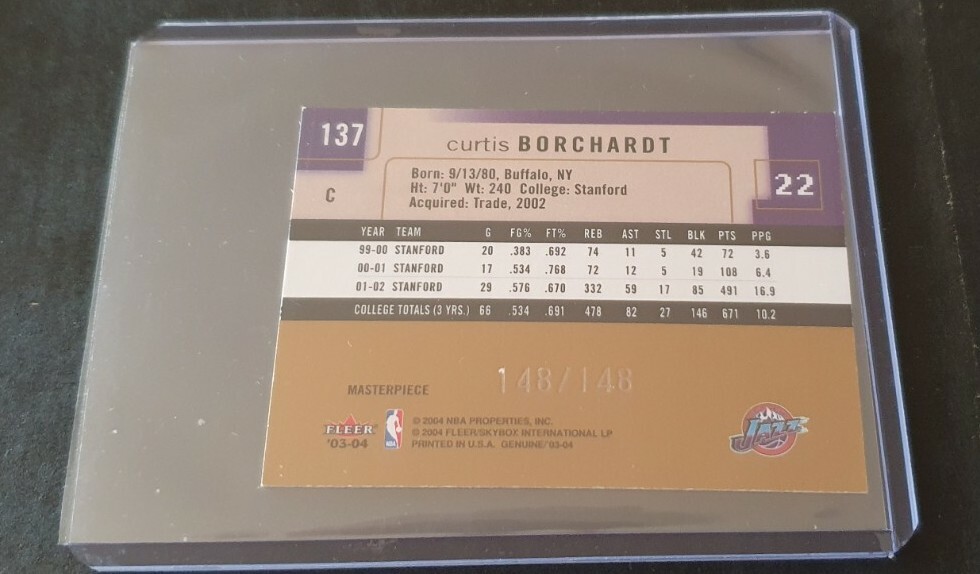 137
curtis BORCHARDT
C
Born: 9/13/80, Buffalo, NY
Ht: 7'0" Wt: 240 College: Stanford
Acquired: Trade, 2002
22
YEAR TEAM G FG% FT% REB AST STL BLK PTS PPG
99-00 STANFORD 20 .383 .692 74 11 5 42 72 3.6
00-01 STANFORD 17 .534 .768 72 12 5 19 108 6.4
01-02 STANFORD 29 .576 .670 332 59 17 85 491 16.9
COLLEGE TOTALS (3 YRS.) 66 .534 .691 478 82 27 146 671 10.2
MASTERPIECE
148/148
FLEER
'03-04
NBA
© 2004 NBA PROPERTIES, INC.
© 2004 FLEER/SKYBOX INTERNATIONAL LP
PRINTED IN U.S.A. GENUINE/'03-04
JAZZ